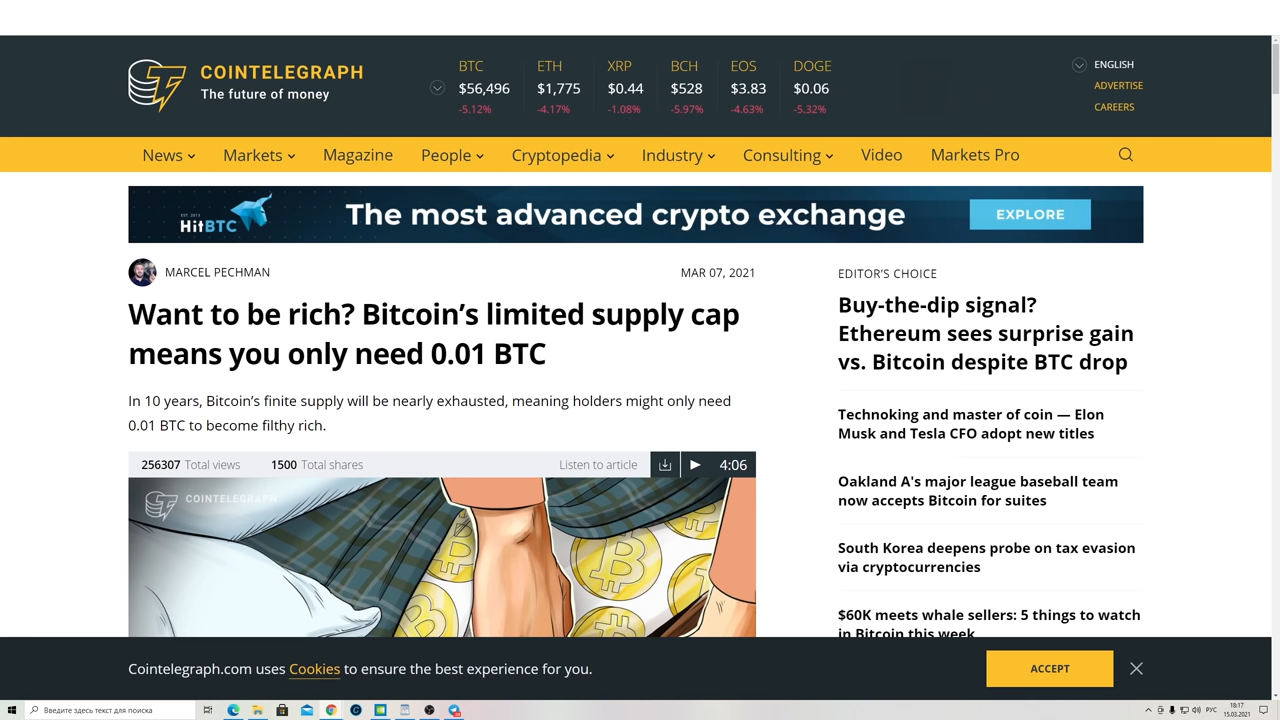 COINTELEGRAPH
The future of money
BTC
$56,496
-5.12%
ETH
$1,775
-4.17%
XRP
$0.44
-1.08%
BCH
$528
-5.97%
EOS
$3.83
-4.63%
DOGE
$0.06
-5.32%
ENGLISH
ADVERTISE
CAREERS
News Markets Magazine People Cryptopedia Industry Consulting Video Markets Pro
EST. 2013
HitBTC
The most advanced crypto exchange
EXPLORE
MARCEL PECHMAN
MAR 07, 2021
Want to be rich? Bitcoin’s limited supply cap
means you only need 0.01 BTC
In 10 years, Bitcoin’s finite supply will be nearly exhausted, meaning holders might only need
0.01 BTC to become filthy rich.
256307 Total views 1500 Total shares Listen to article 4:06
COINTELEGRAPH
EDITOR’S CHOICE
Buy-the-dip signal?
Ethereum sees surprise gain
vs. Bitcoin despite BTC drop
Technoking and master of coin — Elon
Musk and Tesla CFO adopt new titles
Oakland A's major league baseball team
now accepts Bitcoin for suites
South Korea deepens probe on tax evasion
via cryptocurrencies
$60K meets whale sellers: 5 things to watch
in Bitcoin this week
Cointelegraph.com uses Cookies to ensure the best experience for you.
ACCEPT
Введите здесь текст для поиска
РУС
18:17
15.03.2021